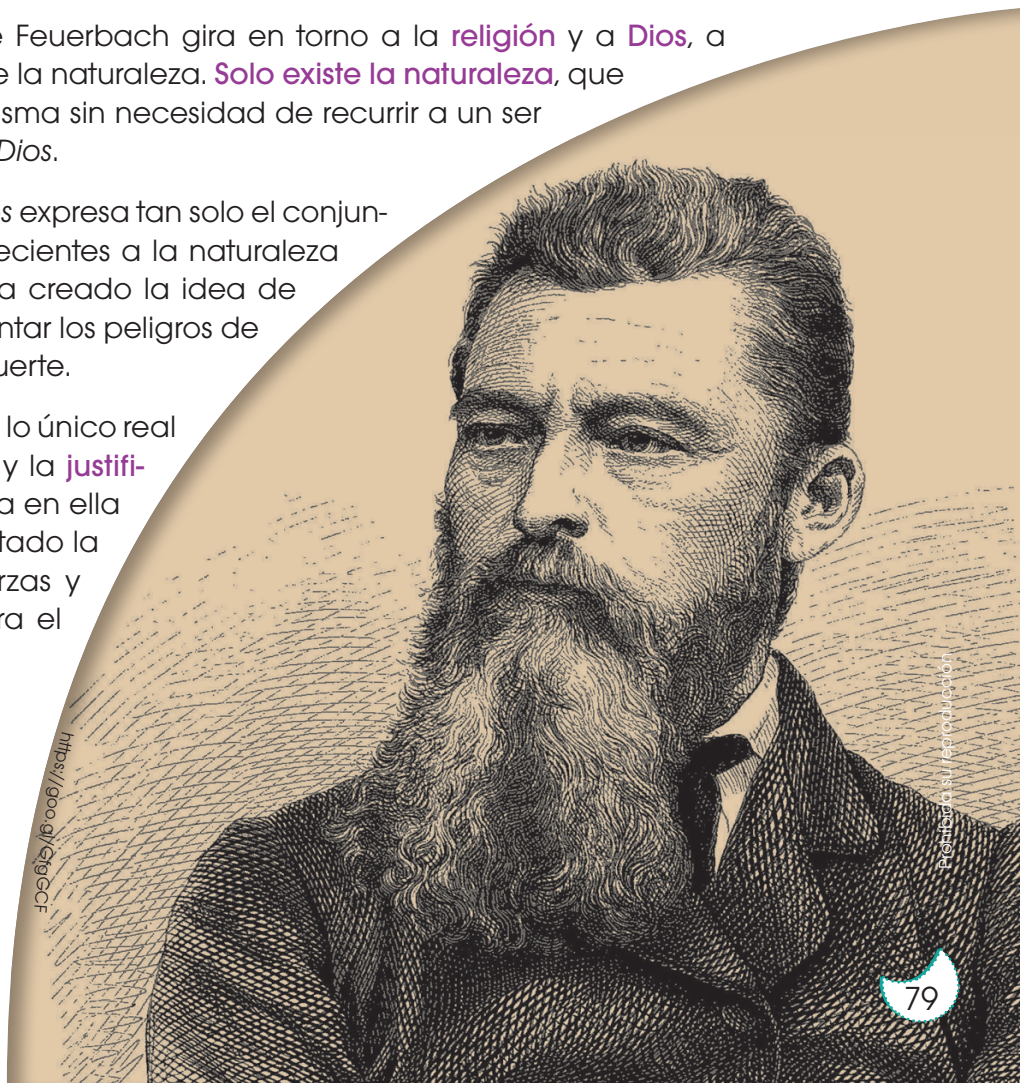 Feuerbach gira en torno a la religión y a Dios, a
la naturaleza. Solo existe la naturaleza, que
sma sin necesidad de recurrir a un ser
Dios.
s expresa tan solo el conjun-
ecientes a la naturaleza
a creado la idea de
ntar los peligros de
uerte.
lo único real
y la justifi-
a en ella
tado la
rzas y
ra el
https://goo.gl/GfgGCF
Prohibida su reproducción
79